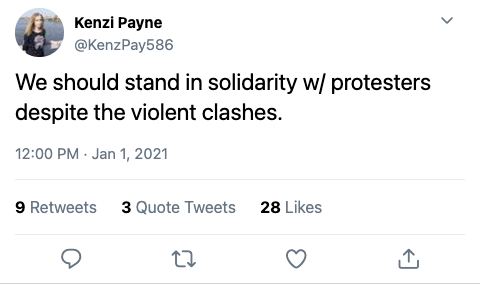 Kenzi Payne
@KenzPay586
We should stand in solidarity w/ protesters
despite the violent clashes.
12:00 PM · Jan 1, 2021
9 Retweets 3 Quote Tweets 28 Likes